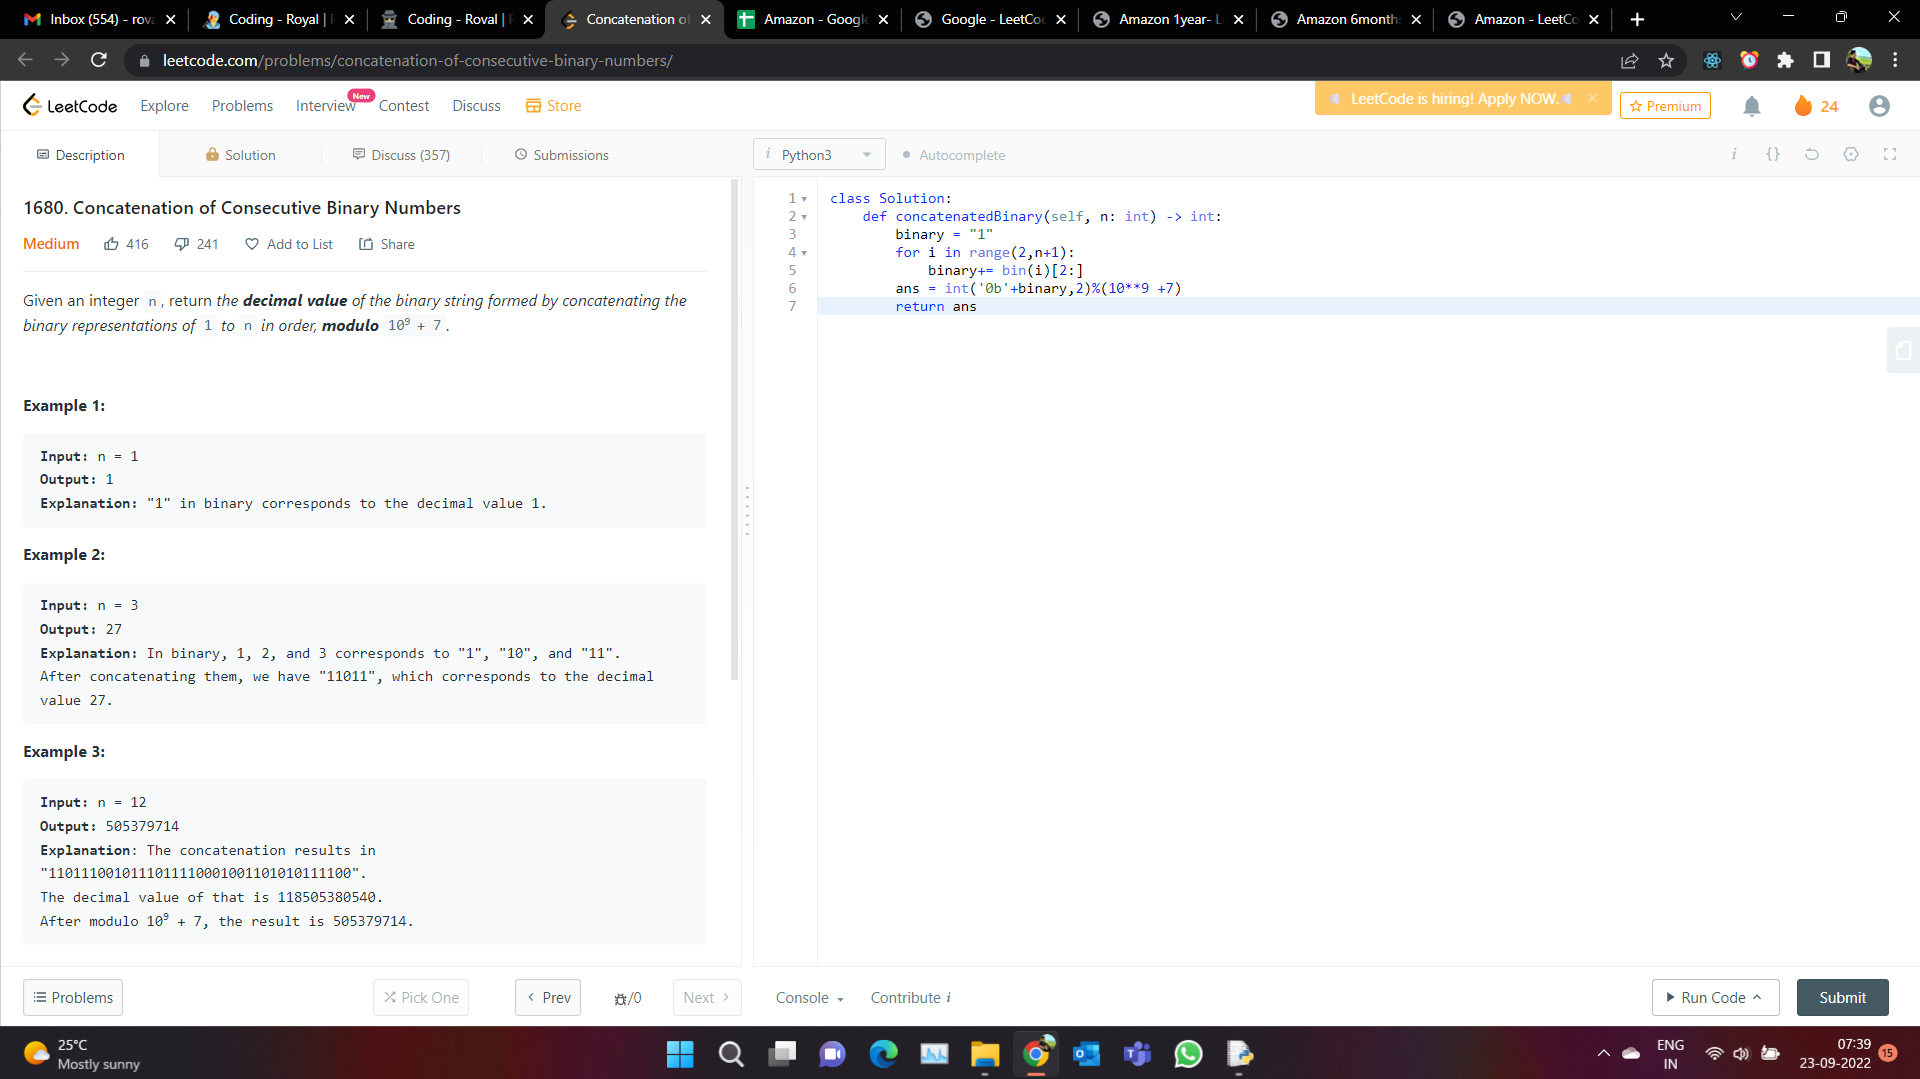 Inbox (554) - rova
Coding - Royal |
Coding - Roval |
Concatenation of
Amazon - Google
Google - LeetCo
Amazon 1year- L
Amazon 6month
Amazon - LeetCo
leetcode.com/problems/concatenation-of-consecutive-binary-numbers/
LeetCode
Explore
Problems
Interview
New
Contest
Discuss
Store
LeetCode is hiring! Apply NOW.
Premium
24
Description
Solution
Discuss (357)
Submissions
i Python3
Autocomplete
i {}
1680. Concatenation of Consecutive Binary Numbers
Medium 416 241 Add to List Share
Given an integer n, return the decimal value of the binary string formed by concatenating the
binary representations of 1 to n in order, modulo 10⁹ + 7.
Example 1:
Input: n = 1
Output: 1
Explanation: "1" in binary corresponds to the decimal value 1.
Example 2:
Input: n = 3
Output: 27
Explanation: In binary, 1, 2, and 3 corresponds to "1", "10", and "11".
After concatenating them, we have "11011", which corresponds to the decimal
value 27.
Example 3:
Input: n = 12
Output: 505379714
Explanation: The concatenation results in
"1101110010111011110001001101010111100".
The decimal value of that is 118505380540.
After modulo 10⁹ + 7, the result is 505379714.
1 class Solution:
2 def concatenatedBinary(self, n: int) -> int:
3 binary = "1"
4 for i in range(2,n+1):
5 binary+= bin(i)[2:]
6 ans = int('0b'+binary,2)%(10**9 +7)
7 return ans
Problems
Pick One
Prev
/0
Next
Console
Contribute i
Run Code
Submit
25°C
Mostly sunny
ENG
IN
07:39
23-09-2022
15